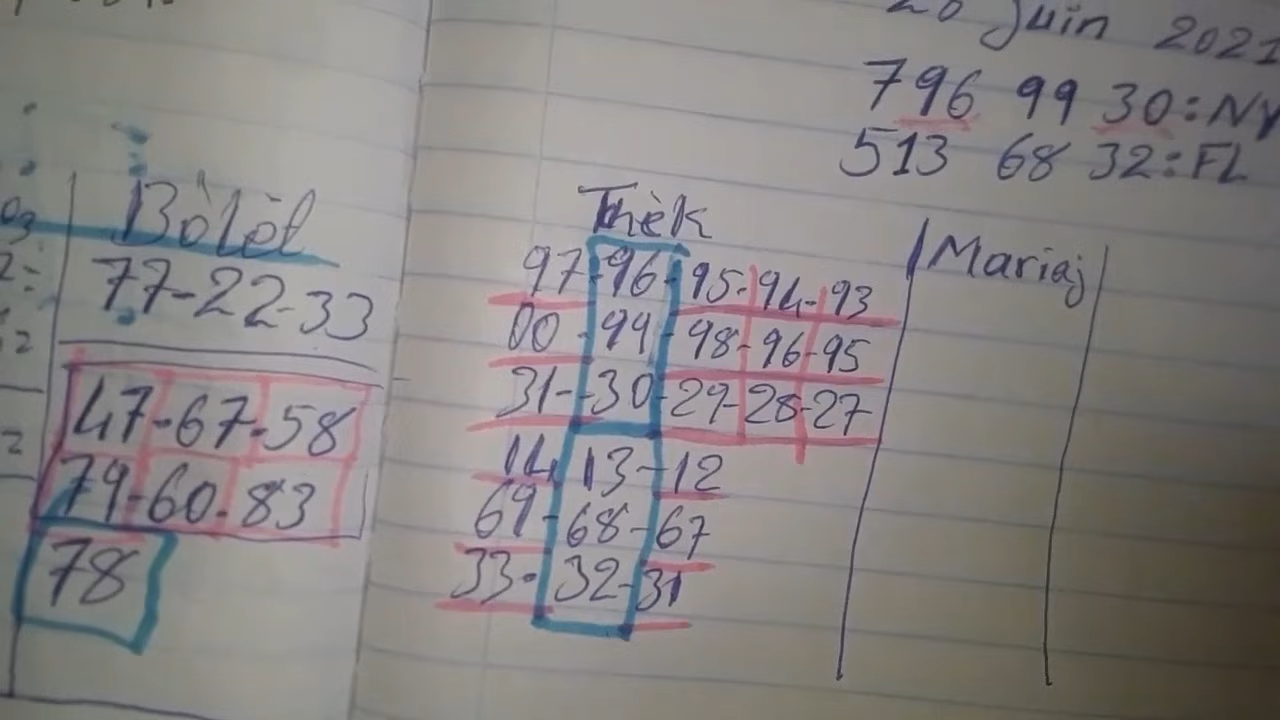 20 Juin 2021
796 99 30:NY
513 68 32:FL
Bòlèt
77-22-33
47-67-58
79-60-83
78
Thèk
97-96-95-94-93
00-99-98-96-95
31-30-29-28-27
14-13-12
69-68-67
33-32-31
Mariaj